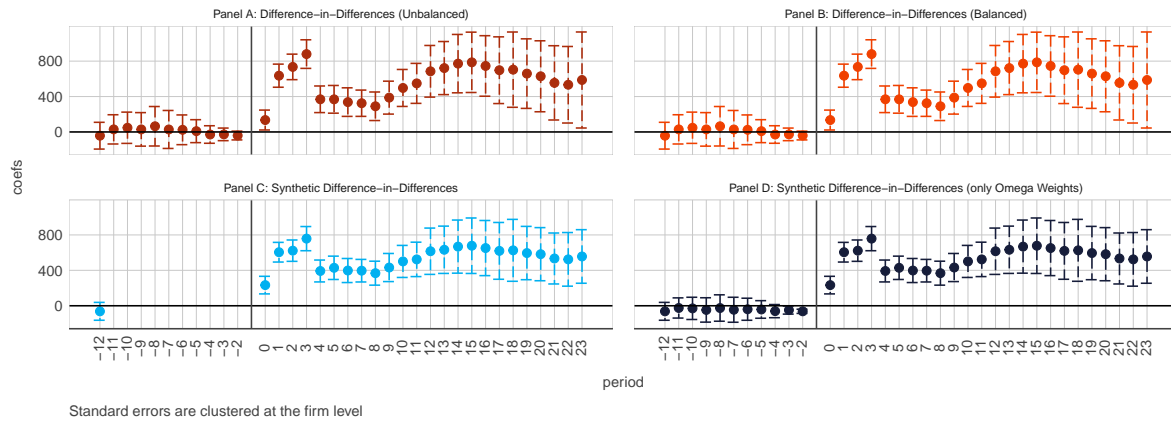 Panel A: Difference−in−Differences (Unbalanced)
Panel B: Difference−in−Differences (Balanced)
800
400
0
coefs
Panel C: Synthetic Difference−in−Differences
Panel D: Synthetic Difference−in−Differences (only Omega Weights)
800
400
0
−12 −11 −10 −9 −8 −7 −6 −5 −4 −3 −2 0 1 2 3 4 5 6 7 8 9 10 11 12 13 14 15 16 17 18 19 20 21 22 23
−12 −11 −10 −9 −8 −7 −6 −5 −4 −3 −2 0 1 2 3 4 5 6 7 8 9 10 11 12 13 14 15 16 17 18 19 20 21 22 23
period
Standard errors are clustered at the firm level